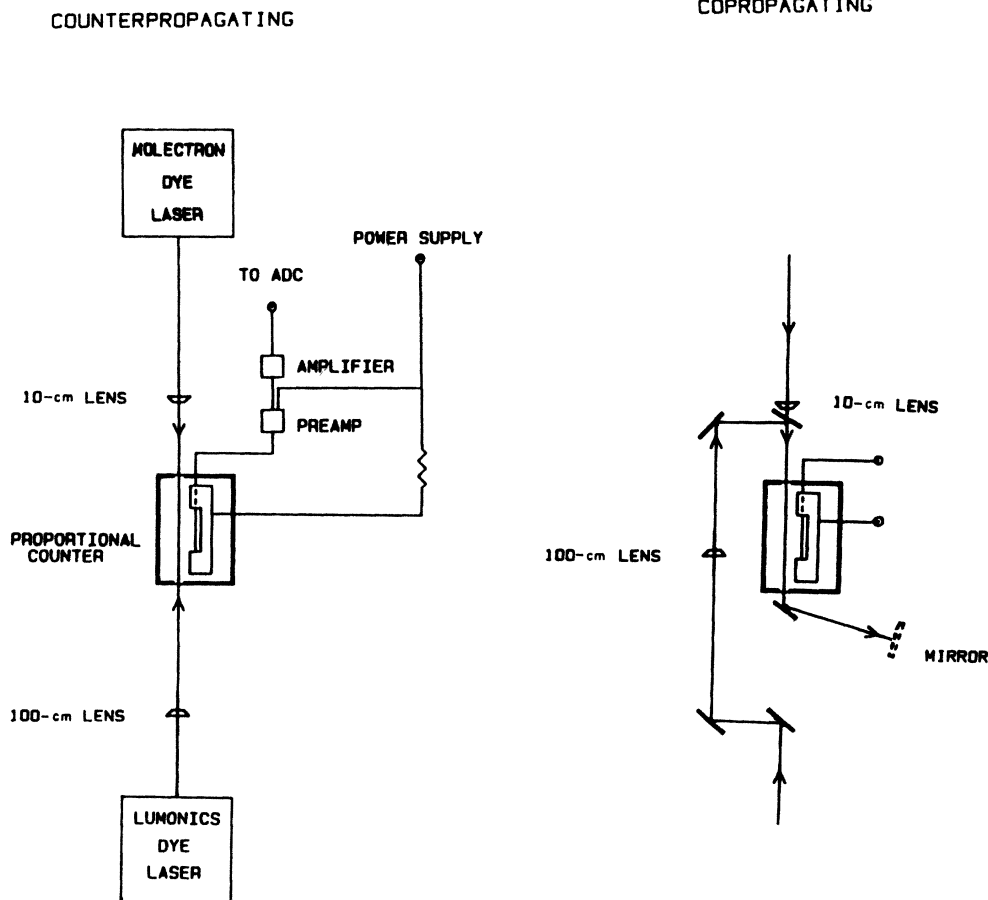 COUNTERPROPAGATING
COPROPAGATING
MOLECTRON
DYE
LASER
POWER SUPPLY
TO ADC
AMPLIFIER
10-cm LENS
PREAMP
PROPORTIONAL
COUNTER
100-cm LENS
LUMONICS
DYE
LASER
10-cm LENS
100-cm LENS
MIRROR